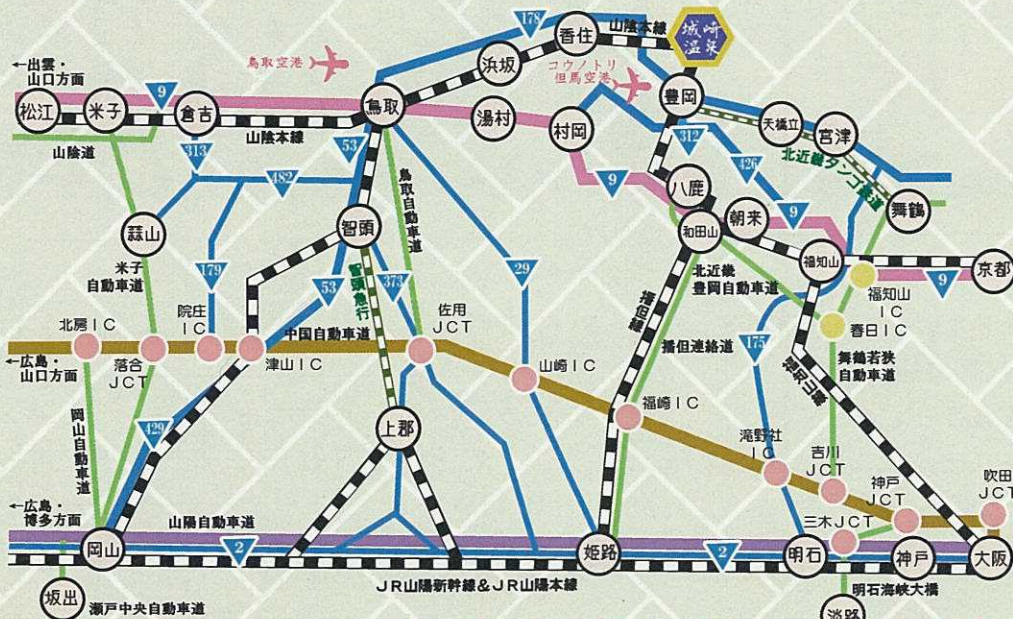 178
香住
山陰本線
城崎
温泉
鳥取空港
浜坂
コウノトリ
但馬空港
←出雲・
山口方面
9
鳥取
豊岡
松江
米子
倉吉
湯村
村岡
天橋立
宮津
山陰道
313
山陰本線
53
312
426
北近畿タンゴ鉄道
482
鳥取自動車道
9
八鹿
朝来
9
舞鶴
蒜山
智頭
和田山
福知山
京都
米子
自動車道
179
53
智頭急行
373
29
北近畿
豊岡自動車道
9
福知山
IC
北房IC
院庄
IC
佐用
JCT
播但線
春日IC
←広島・
山口方面
落合
JCT
中国自動車道
津山IC
山崎IC
播但連絡道
175
舞鶴若狭
自動車道
福知山線
岡山自動車道
429
上郡
福崎IC
滝野社
IC
吉川
JCT
神戸
JCT
吹田
JCT
←広島・
博多方面
山陽自動車道
三木JCT
岡山
2
姫路
2
明石
神戸
大阪
JR山陽新幹線&JR山陽本線
明石海峡大橋
坂出
瀬戸中央自動車道
淡路